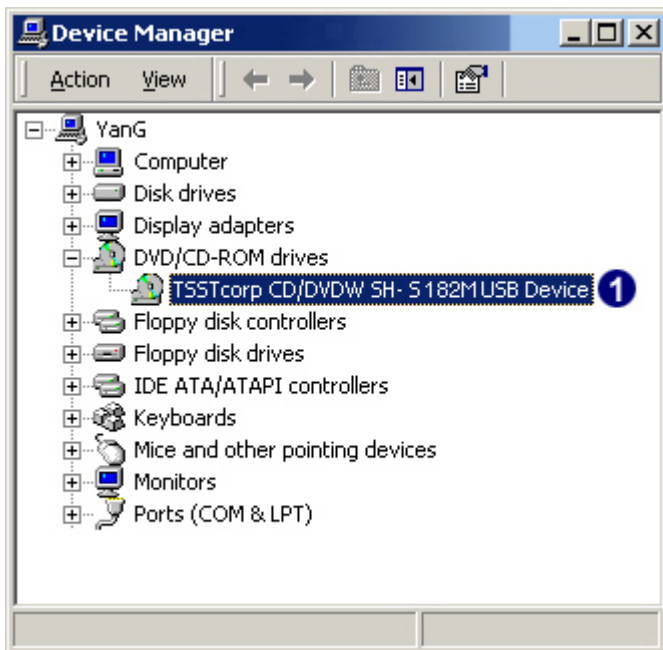 Device Manager
Action View
YanG
Computer
Disk drives
Display adapters
DVD/CD-ROM drives
TSSTcorp CD/DVDW SH- S182M USB Device 1
Floppy disk controllers
Floppy disk drives
IDE ATA/ATAPI controllers
Keyboards
Mice and other pointing devices
Monitors
Ports (COM & LPT)